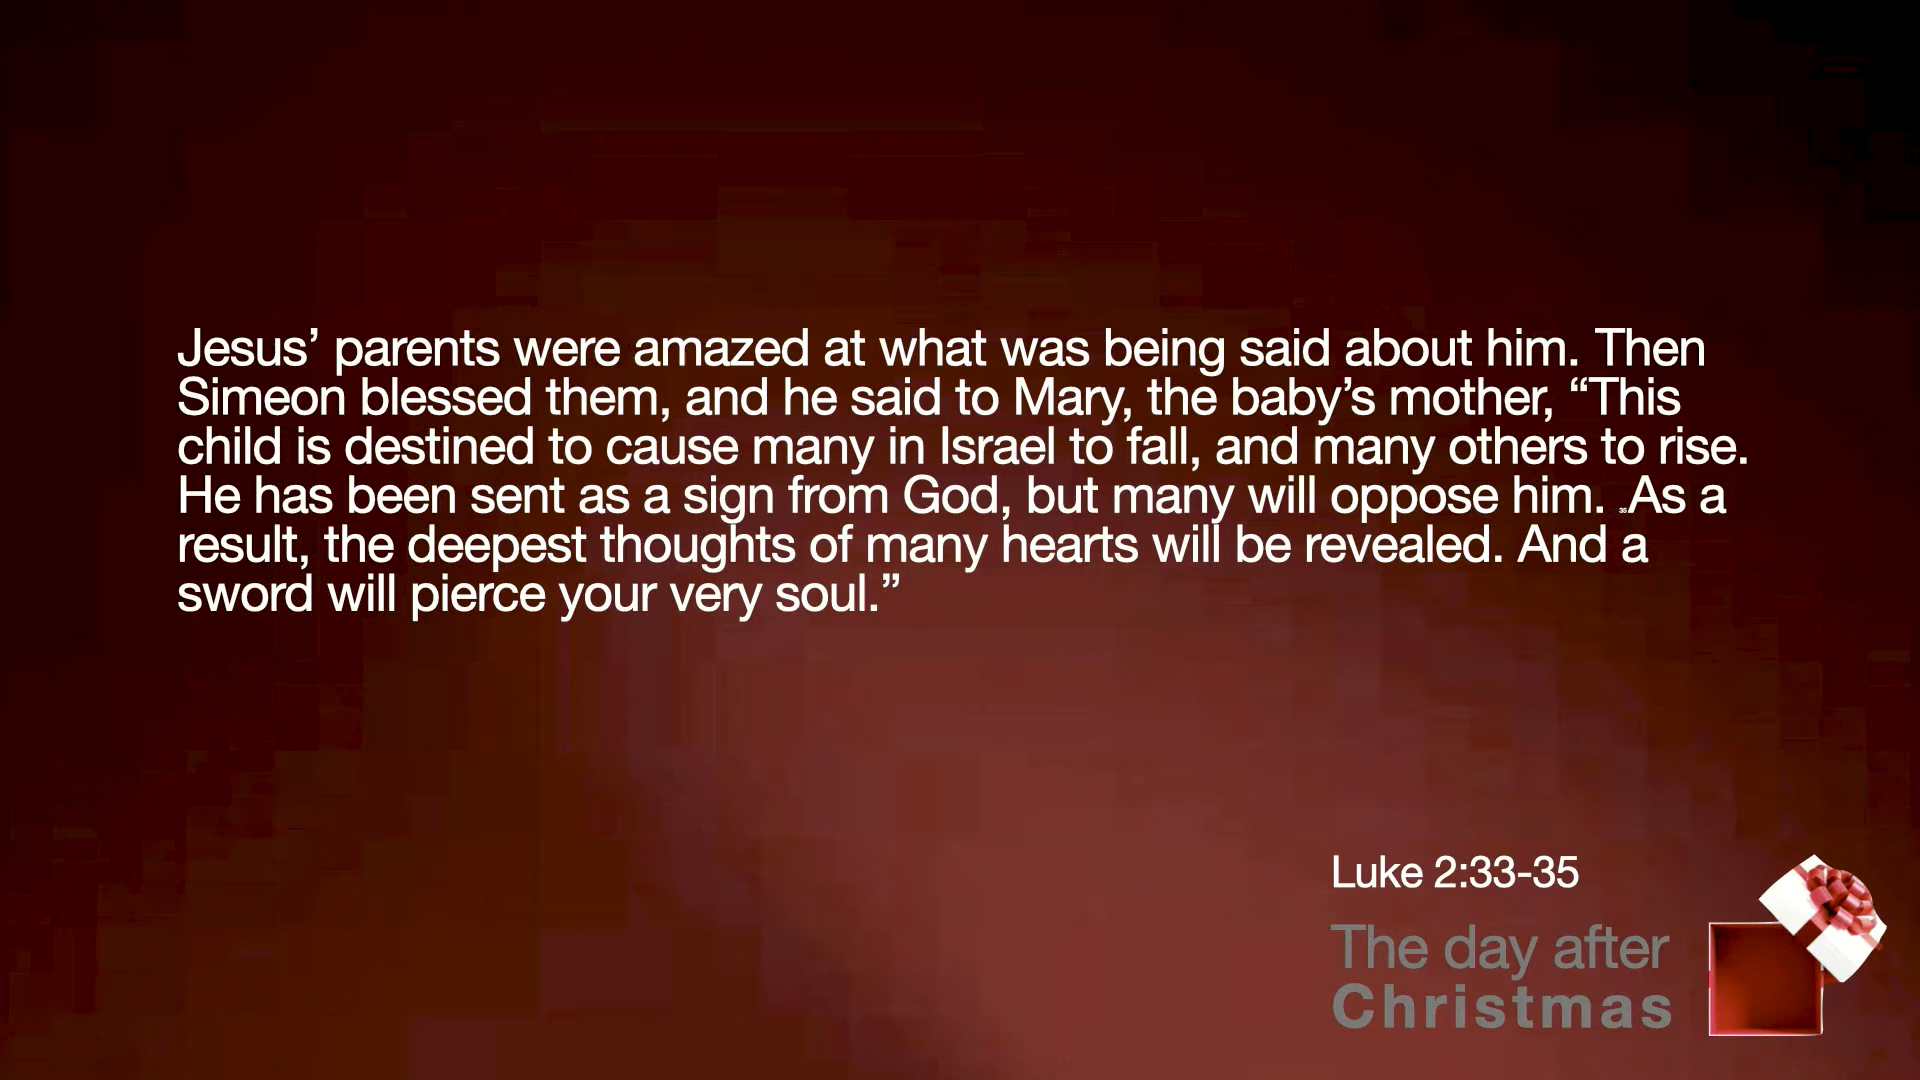 Jesus’ parents were amazed at what was being said about him. Then
Simeon blessed them, and he said to Mary, the baby’s mother, “This
child is destined to cause many in Israel to fall, and many others to rise.
He has been sent as a sign from God, but many will oppose him. 35 As a
result, the deepest thoughts of many hearts will be revealed. And a
sword will pierce your very soul.”
Luke 2:33-35
The day after
Christmas